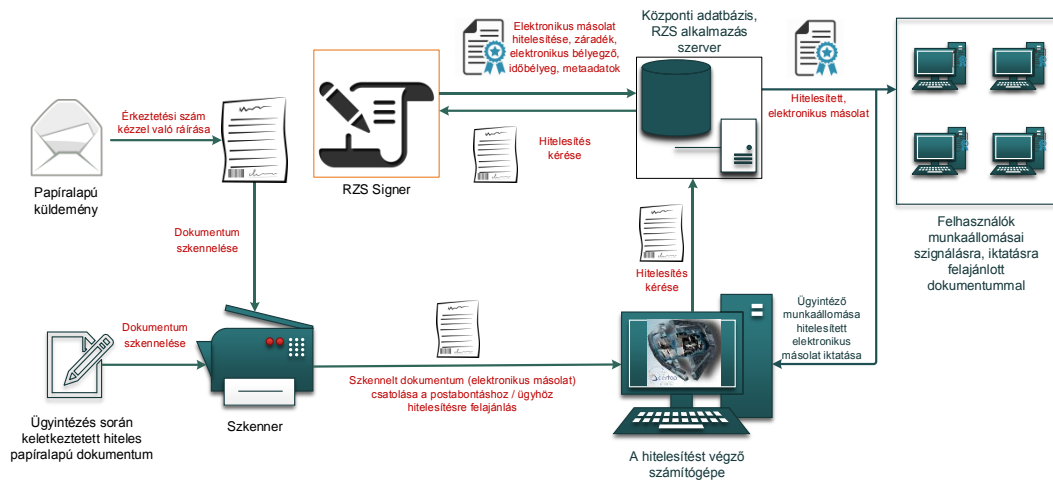 Elektronikus másolat
hitelesítése, záradék,
elektronikus bélyegző,
időbélyeg, metaadatok
Központi adatbázis,
RZS alkalmazás
szerver
Érkeztetési szám
kézzel való ráírása
Hitelesített,
elektronikus másolat
Hitelesítés
kérése
Papíralapú
küldemény
RZS Signer
Felhasználók
munkaállomásai
szignálásra, iktatásra
felajánlott
dokumentummal
Dokumentum
szkennelése
Hitelesítés
kérése
Ügyintéző
munkaállomása
hitelesített
elektronikus
másolat iktatása
Dokumentum
szkennelése
Szkennelt dokumentum (elektronikus másolat)
csatolása a postabontáshoz / ügyhöz
hitelesítésre felajánlás
Szkenner
Ügyintézés során
keletkeztetett hiteles
papíralapú dokumentum
A hitelesítést végző
számítógépe